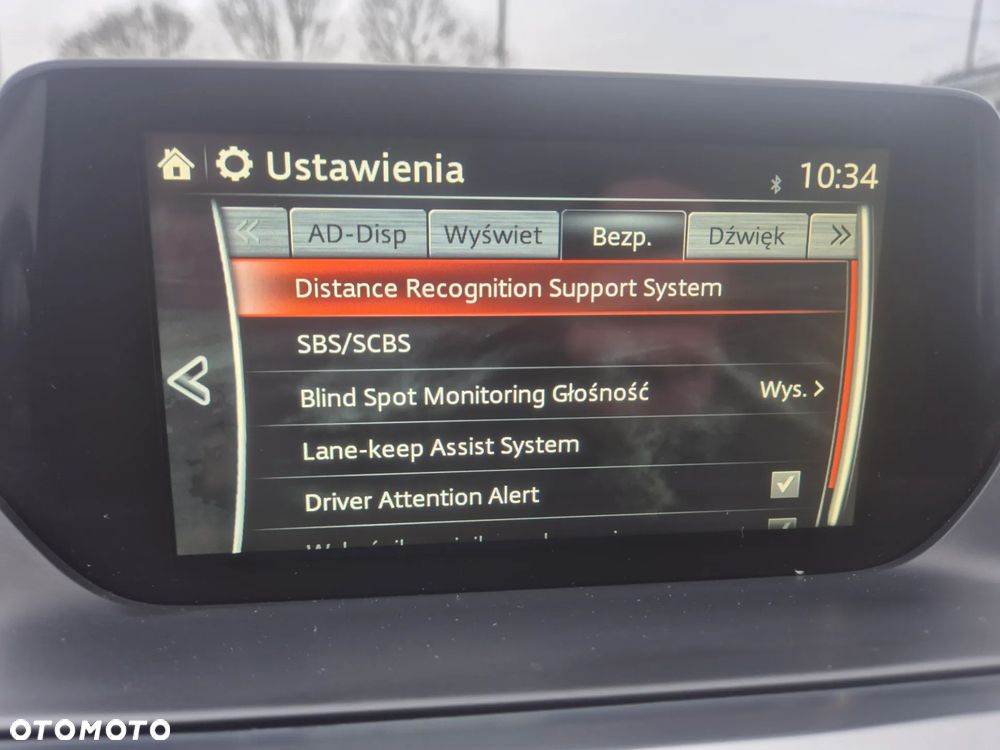 Ustawienia
10:34
AD-Disp Wyświet Bezp. Dźwięk
Distance Recognition Support System
SBS/SCBS
Blind Spot Monitoring Głośność Wys.
Lane-keep Assist System
Driver Attention Alert
OTOMOTO